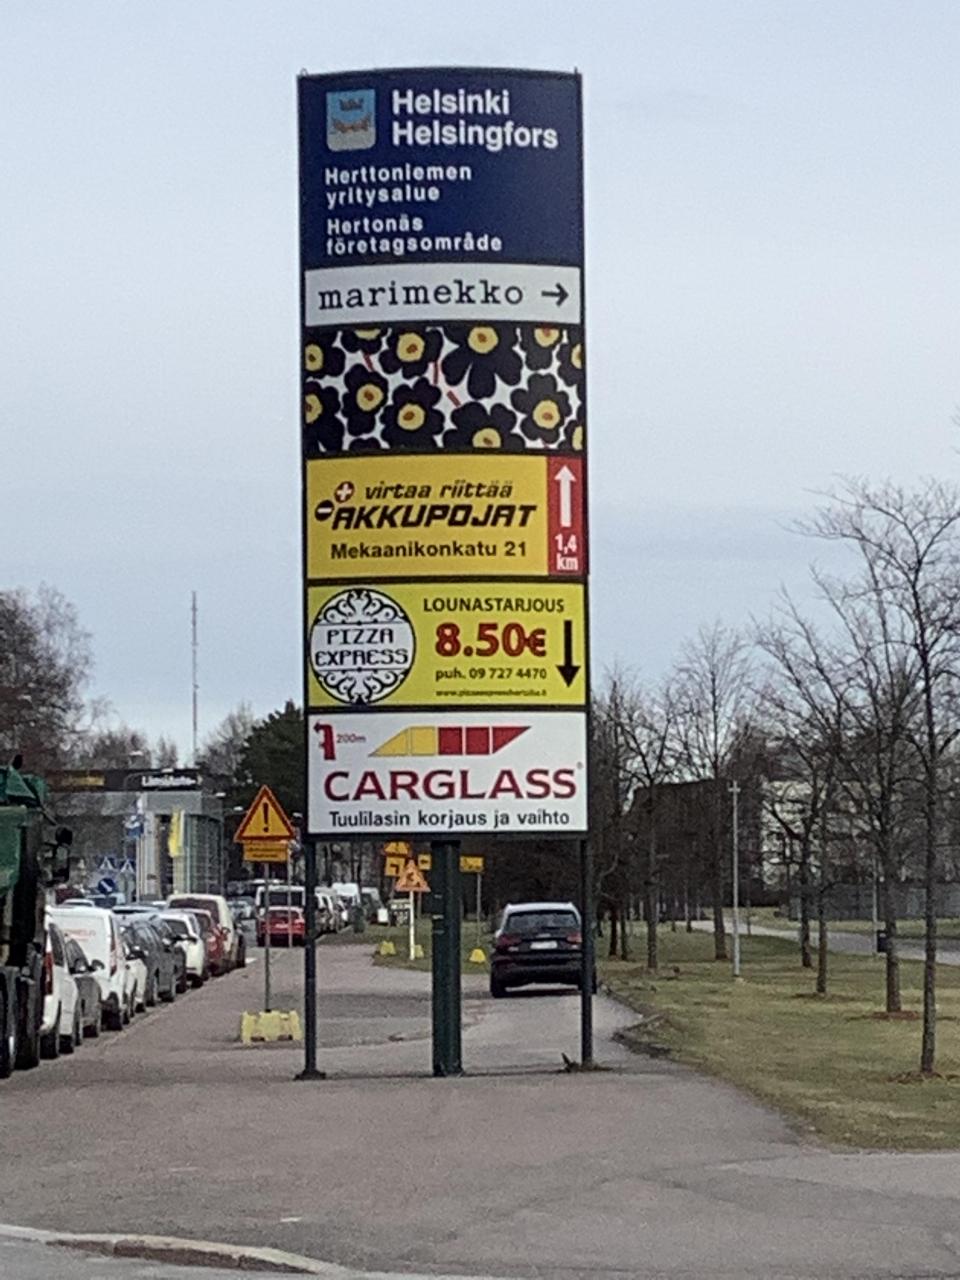 Helsinki
Helsingfors
Herttoniemen
yritysalue
Hertonäs
företagsområde
marimekko →
virtaa riittää
AKKUPOJAT
Mekaanikonkatu 21
1,4
km
PIZZA
EXPRESS
LOUNASTARJOUS
8.50€
puh. 09 727 4470
200m
CARGLASS®
Tuulilasin korjaus ja vaihto